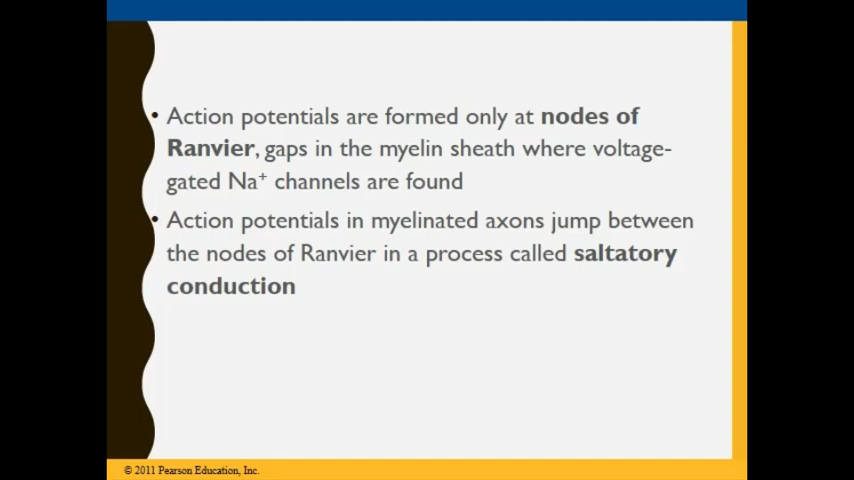 • Action potentials are formed only at nodes of
Ranvier, gaps in the myelin sheath where voltage-
gated Na⁺ channels are found
• Action potentials in myelinated axons jump between
the nodes of Ranvier in a process called saltatory
conduction
© 2011 Pearson Education, Inc.